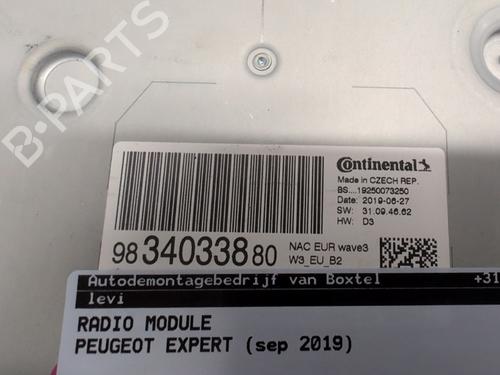 B-PARTS
Continental
Made in CZECH REP.
BS....19250073250
Date: 2019-06-27
SW: 31.09.46.62
HW: D3
98 340338 80
NAC EUR wave3
W3_EU_B2
Autodemontagebedrijf van Boxtel +31
levi
RADIO MODULE
PEUGEOT EXPERT (sep 2019)